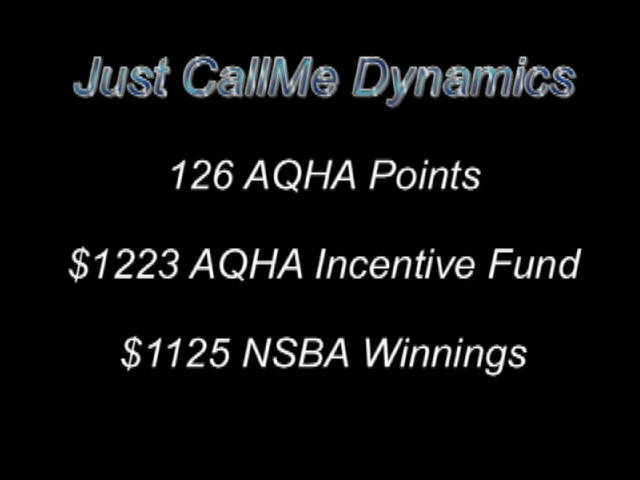 Just CallMe Dynamics
126 AQHA Points
$1223 AQHA Incentive Fund
$1125 NSBA Winnings